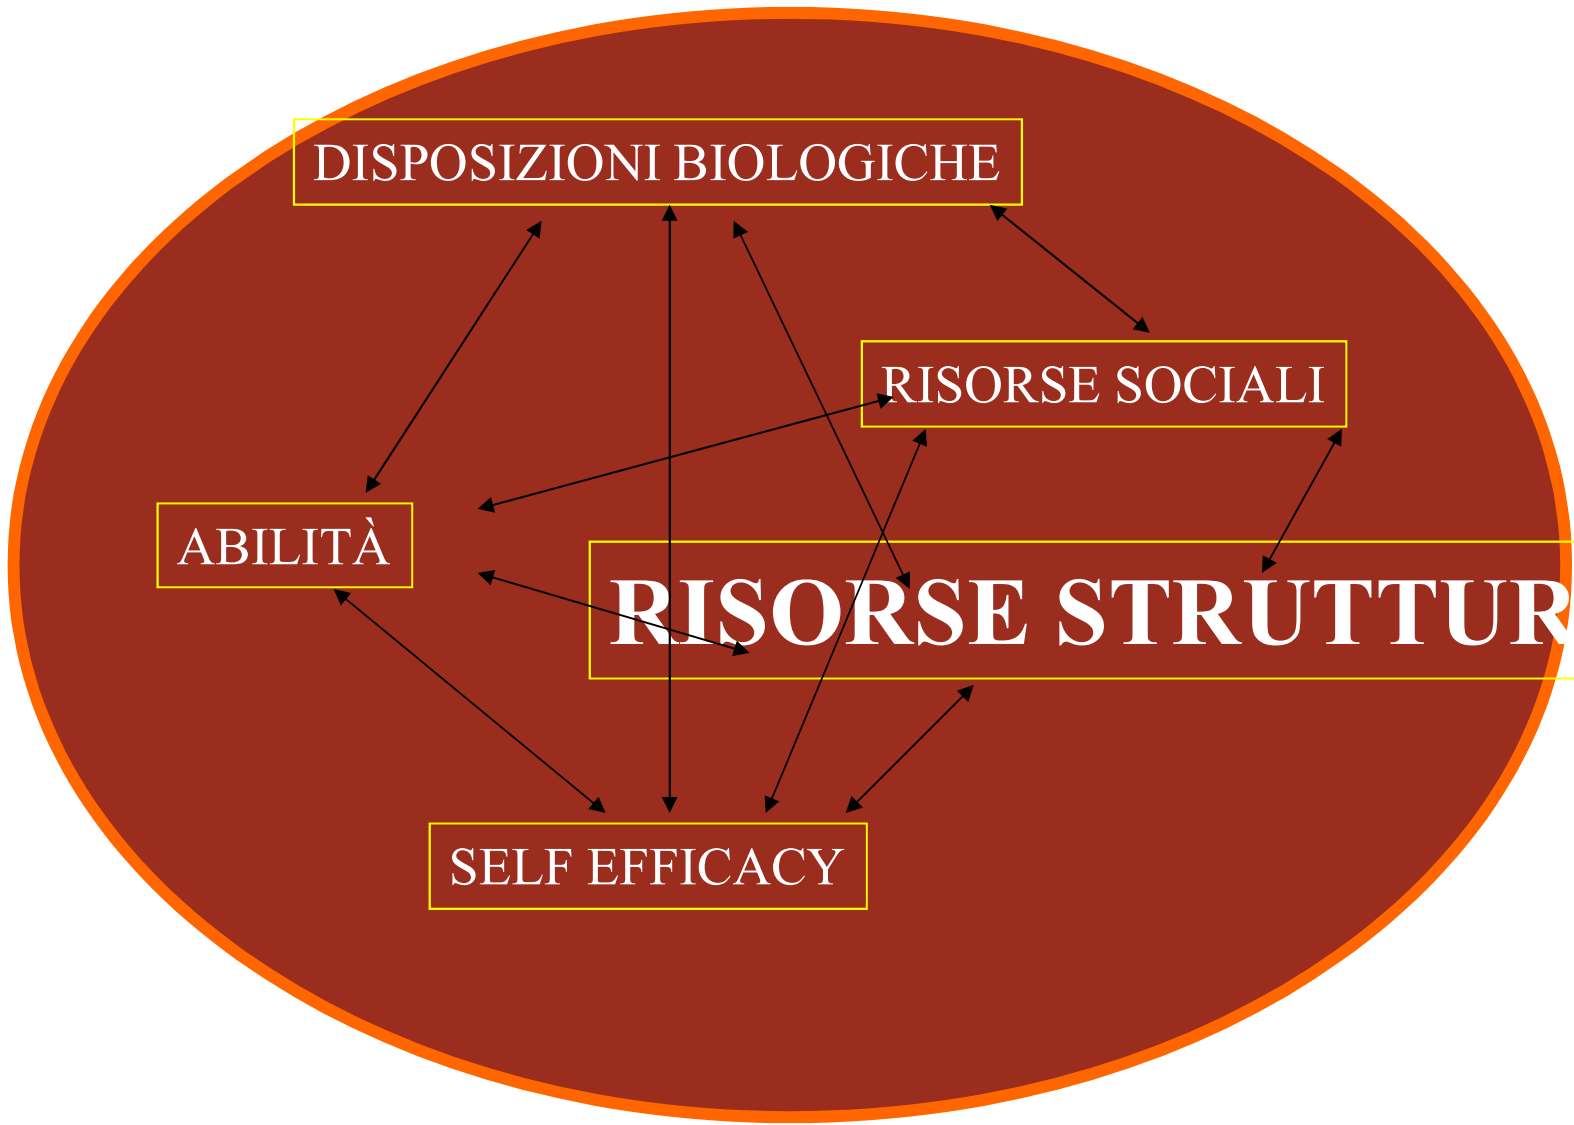 DISPOSIZIONI BIOLOGICHE
RISORSE SOCIALI
ABILITÀ
RISORSE STRUTTUR
SELF EFFICACY